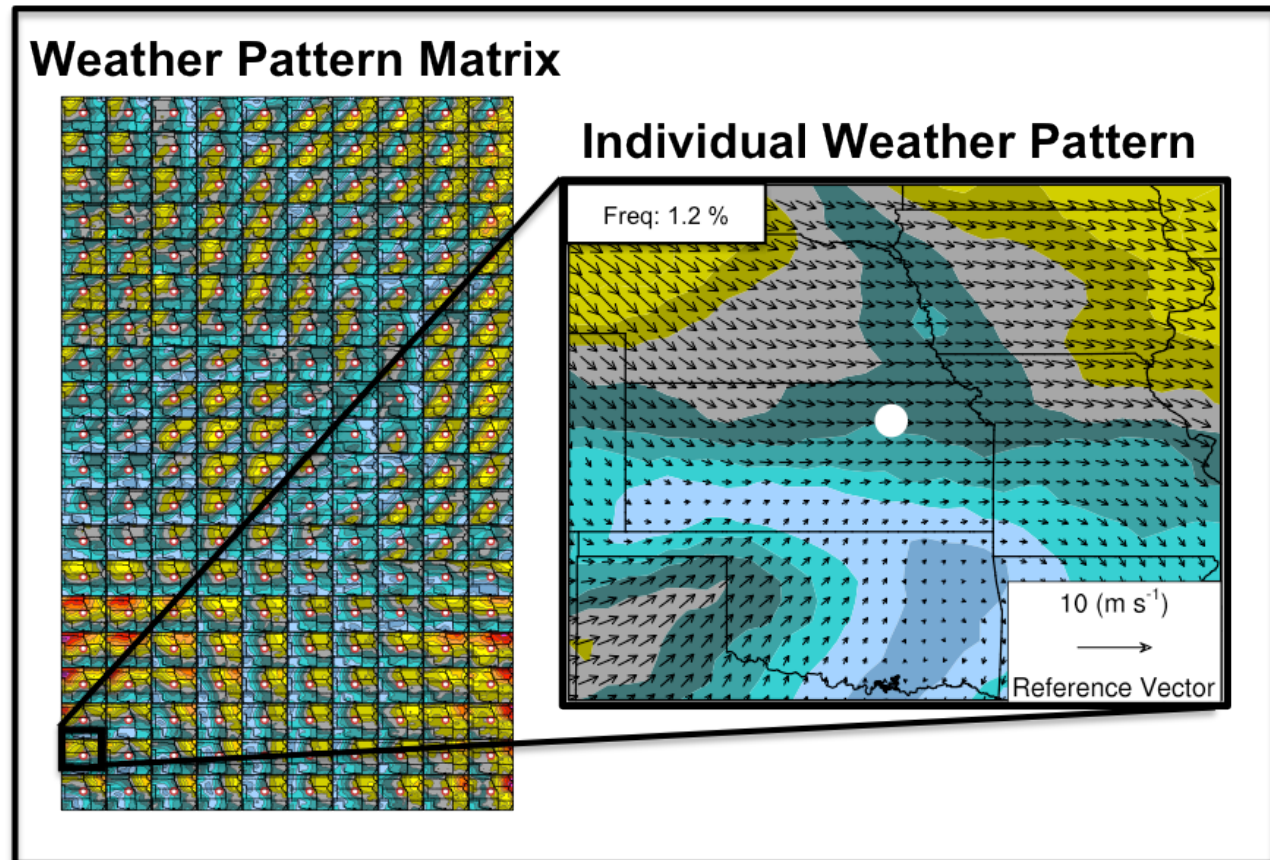 Weather Pattern Matrix
Individual Weather Pattern
Freq: 1.2 %
10 (m s⁻¹)
Reference Vector